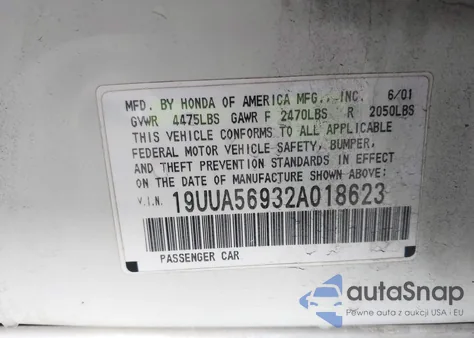 MFD. BY HONDA OF AMERICA MFG., INC. 6/01
GVWR 4475LBS GAWR F 2470LBS R 2050LBS
THIS VEHICLE CONFORMS TO ALL APPLICABLE
FEDERAL MOTOR VEHICLE SAFETY, BUMPER,
AND THEFT PREVENTION STANDARDS IN EFFECT
ON THE DATE OF MANUFACTURE SHOWN ABOVE:
V.I.N. 19UUA56932A018623
PASSENGER CAR
autoSnap
Pewne auta z aukcji USA i EU